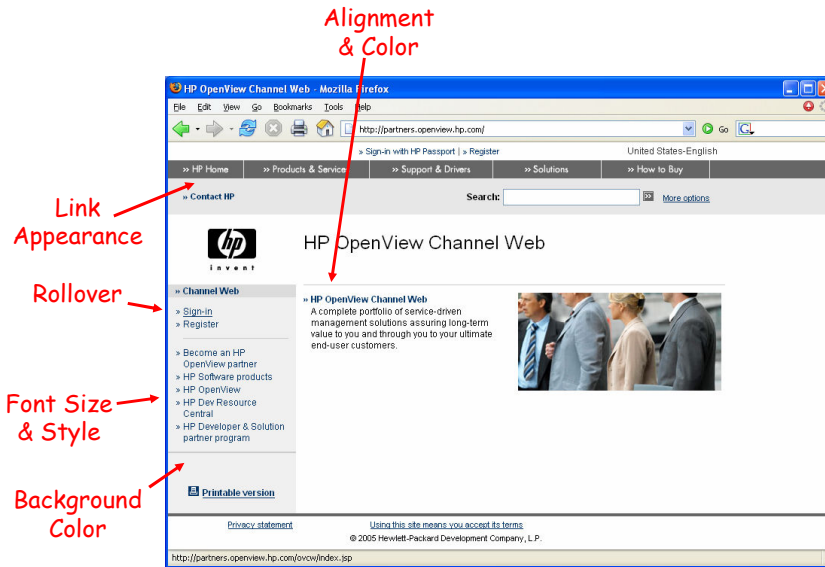 Alignment
& Color
HP OpenView Channel Web - Mozilla Firefox
File Edit View Go Bookmarks Tools Help
http://partners.openview.hp.com/
Go
G
» Sign-in with HP Passport | » Register
United States-English
» HP Home » Products & Services » Support & Drivers » Solutions » How to Buy
» Contact HP
Search:
»
More options
Link
Appearance
hp
invent
HP OpenView Channel Web
Rollover
» Channel Web
» Sign-in
» Register
» Become an HP
OpenView partner
» HP Software products
» HP OpenView
» HP Dev Resource
Central
» HP Developer & Solution
partner program
» HP OpenView Channel Web
A complete portfolio of service-driven
management solutions assuring long-term
value to you and through you to your ultimate
end-user customers.
Font Size
& Style
Background
Color
Printable version
Privacy statement
Using this site means you accept its terms
© 2005 Hewlett-Packard Development Company, L.P.
http://partners.openview.hp.com/ovcw/index.jsp